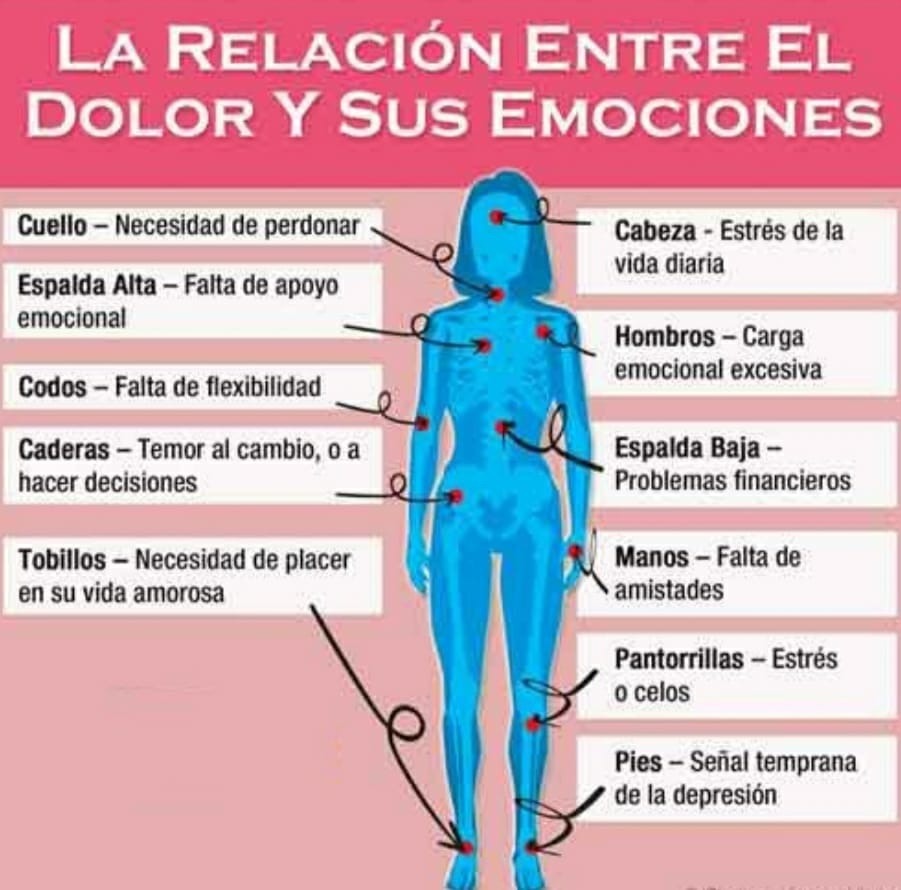 LA RELACIÓN ENTRE EL
DOLOR Y SUS EMOCIONES
Cuello – Necesidad de perdonar
Espalda Alta – Falta de apoyo
emocional
Codos – Falta de flexibilidad
Caderas – Temor al cambio, o a
hacer decisiones
Tobillos – Necesidad de placer
en su vida amorosa
Cabeza - Estrés de la
vida diaria
Hombros – Carga
emocional excesiva
Espalda Baja –
Problemas financieros
Manos – Falta de
amistades
Pantorrillas – Estrés
o celos
Pies – Señal temprana
de la depresión